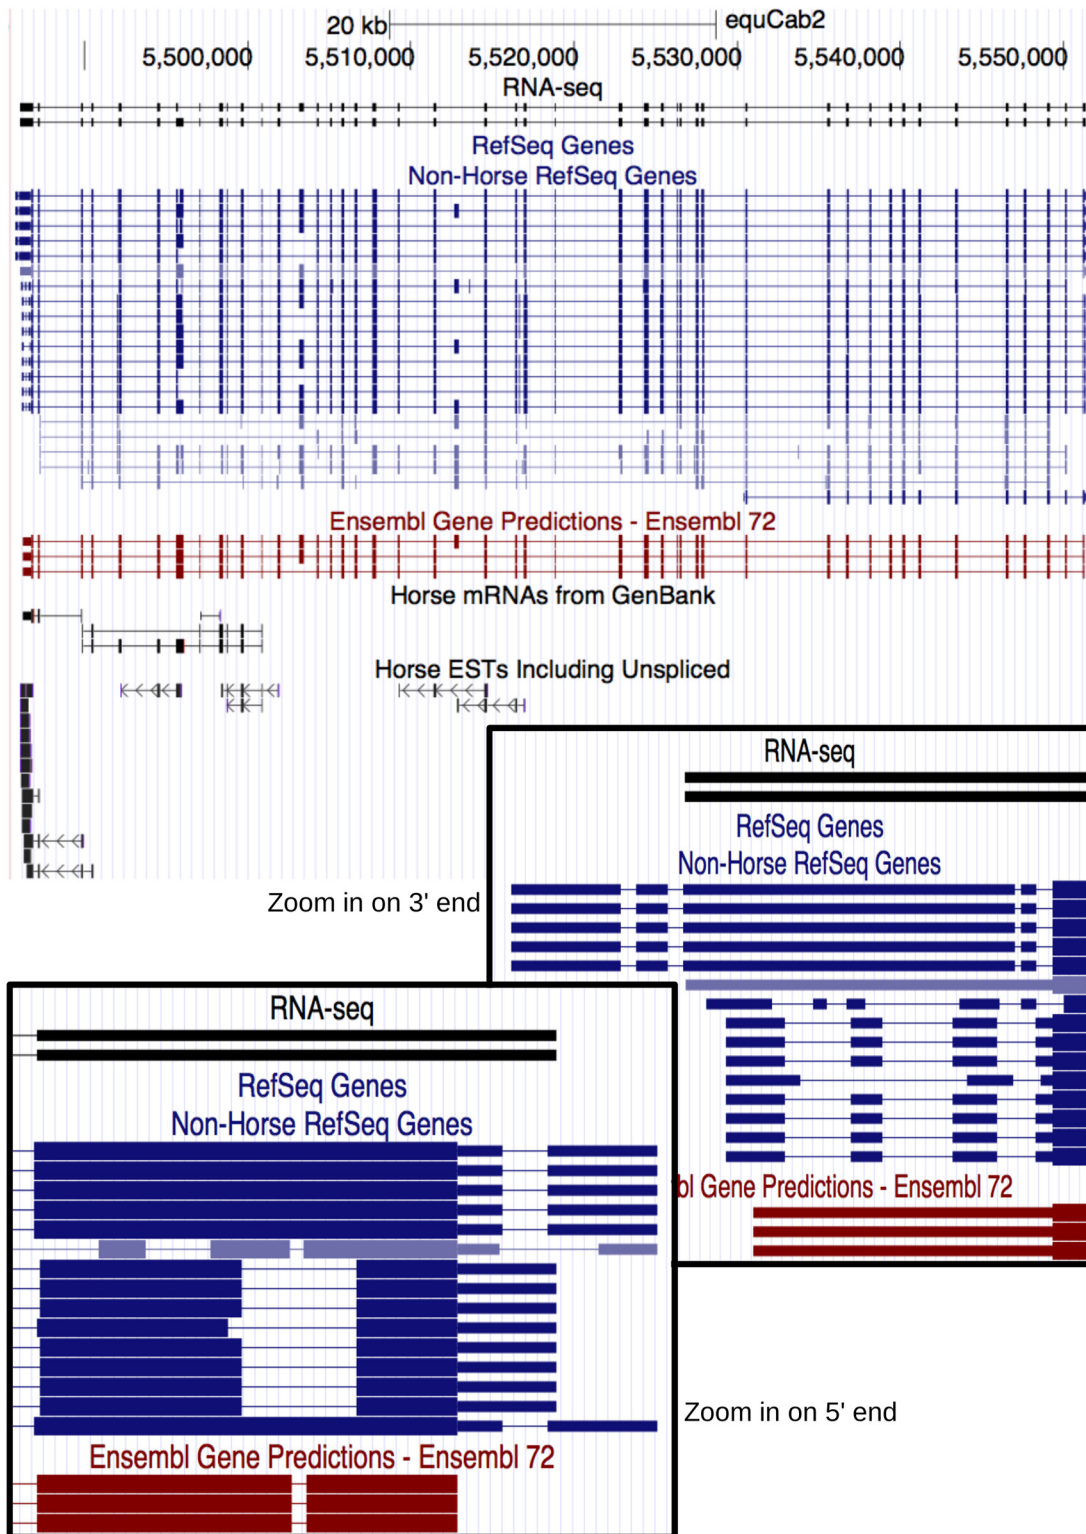 20 kb equCab2
5,500,000 5,510,000 5,520,000 5,530,000 5,540,000 5,550,000
RNA-seq
RefSeq Genes
Non-Horse RefSeq Genes
Ensembl Gene Predictions - Ensembl 72
Horse mRNAs from GenBank
Horse ESTs Including Unspliced
RNA-seq
RefSeq Genes
Non-Horse RefSeq Genes
bl Gene Predictions - Ensembl 72
Zoom in on 3' end
RNA-seq
RefSeq Genes
Non-Horse RefSeq Genes
Ensembl Gene Predictions - Ensembl 72
Zoom in on 5' end